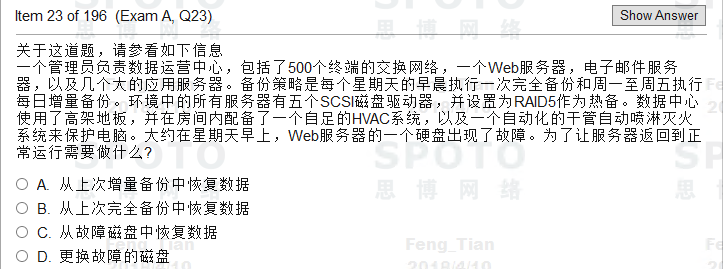 Item 23 of 196 (Exam A, Q23)
Show Answer
关于这道题，请参看如下信息
一个管理员负责数据运营中心，包括了500个终端的交换网络，一个Web服务器，电子邮件服务
器，以及几个大的应用服务器。备份策略是每个星期天的早晨执行一次完全备份和周一至周五执行
每日增量备份。环境中的所有服务器有五个SCSI磁盘驱动器，并设置为RAID5作为热备。数据中心
使用了高架地板，并在房间内配备了一个自足的HVAC系统，以及一个自动化的干管自动喷淋灭火
系统来保护电脑。大约在星期天早上，Web服务器的一个硬盘出现了故障。为了让服务器返回到正
常运行需要做什么?
A. 从上次增量备份中恢复数据
B. 从上次完全备份中恢复数据
C. 从故障磁盘中恢复数据
D. 更换故障的磁盘
SPOTO
思博网络
Feng_Tian
2018/4/10